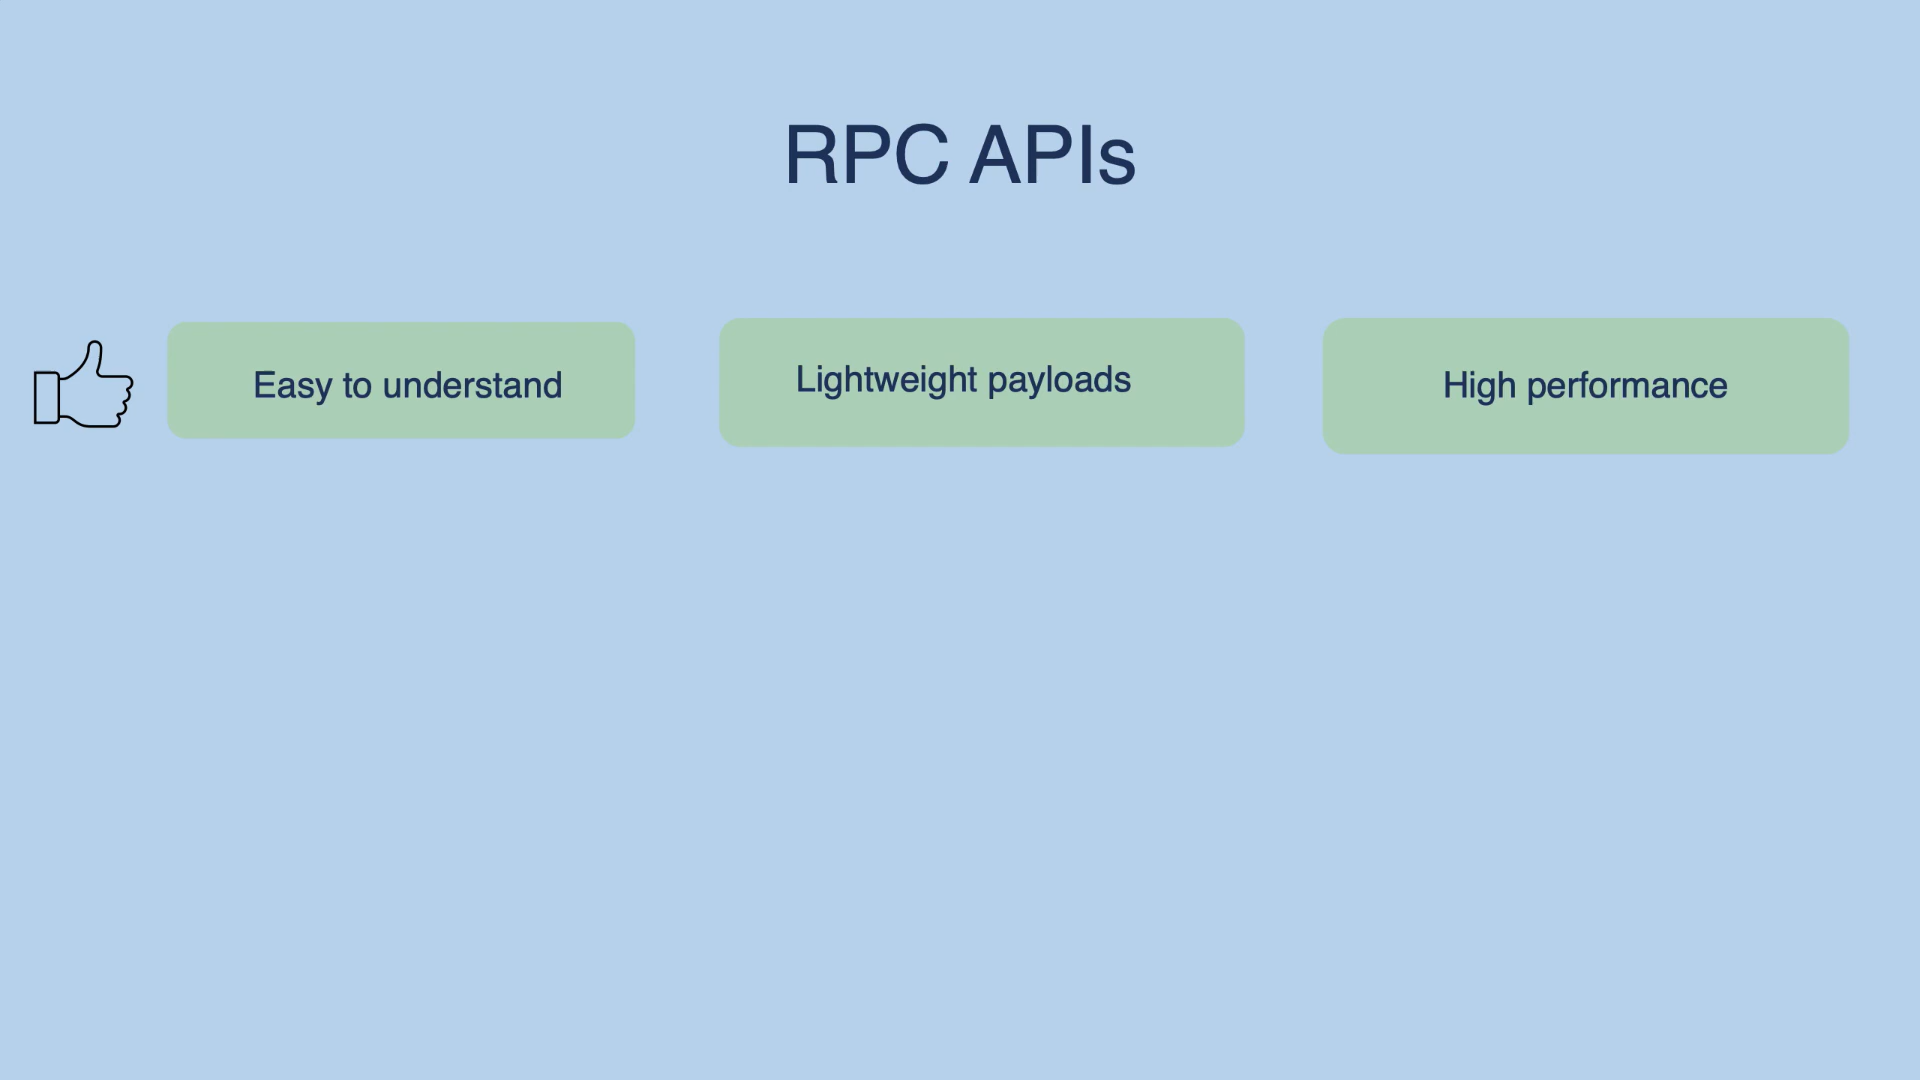 RPC APIs
Easy to understand
Lightweight payloads
High performance